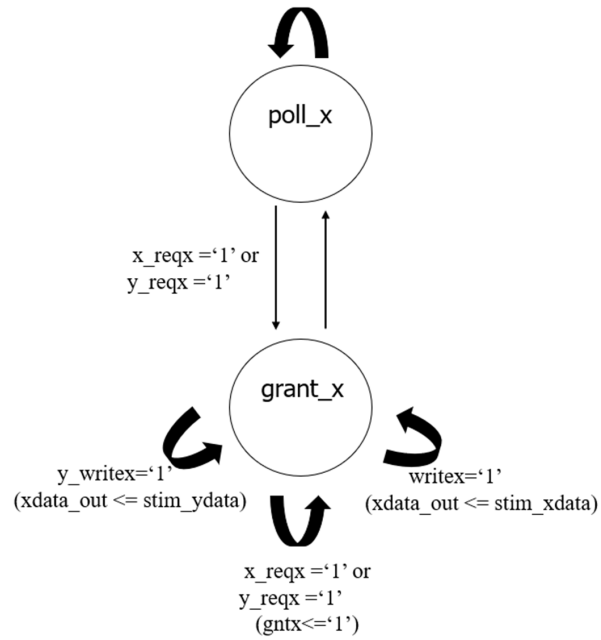 poll_x
x_reqx =‘1’ or
y_reqx =‘1’
grant_x
y_writex=‘1’
(xdata_out <= stim_ydata)
writex=‘1’
(xdata_out <= stim_xdata)
x_reqx =‘1’ or
y_reqx =‘1’
(gntx<=‘1’)